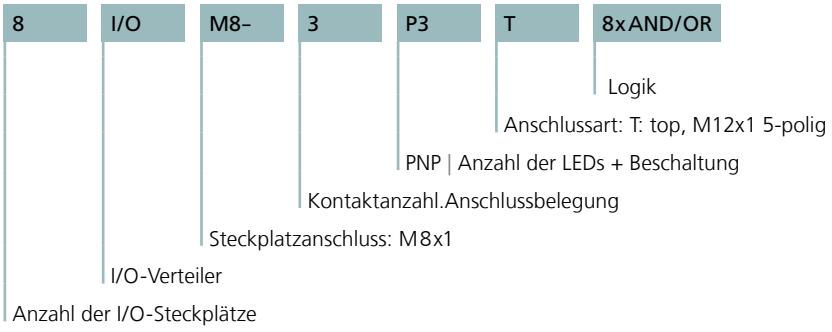 8 I/O M8– 3 P3 T 8xAND/OR
Logik
Anschlussart: T: top, M12x1 5-polig
PNP | Anzahl der LEDs + Beschaltung
Kontaktanzahl.Anschlussbelegung
Steckplatzanschluss: M8x1
I/O-Verteiler
Anzahl der I/O-Steckplätze